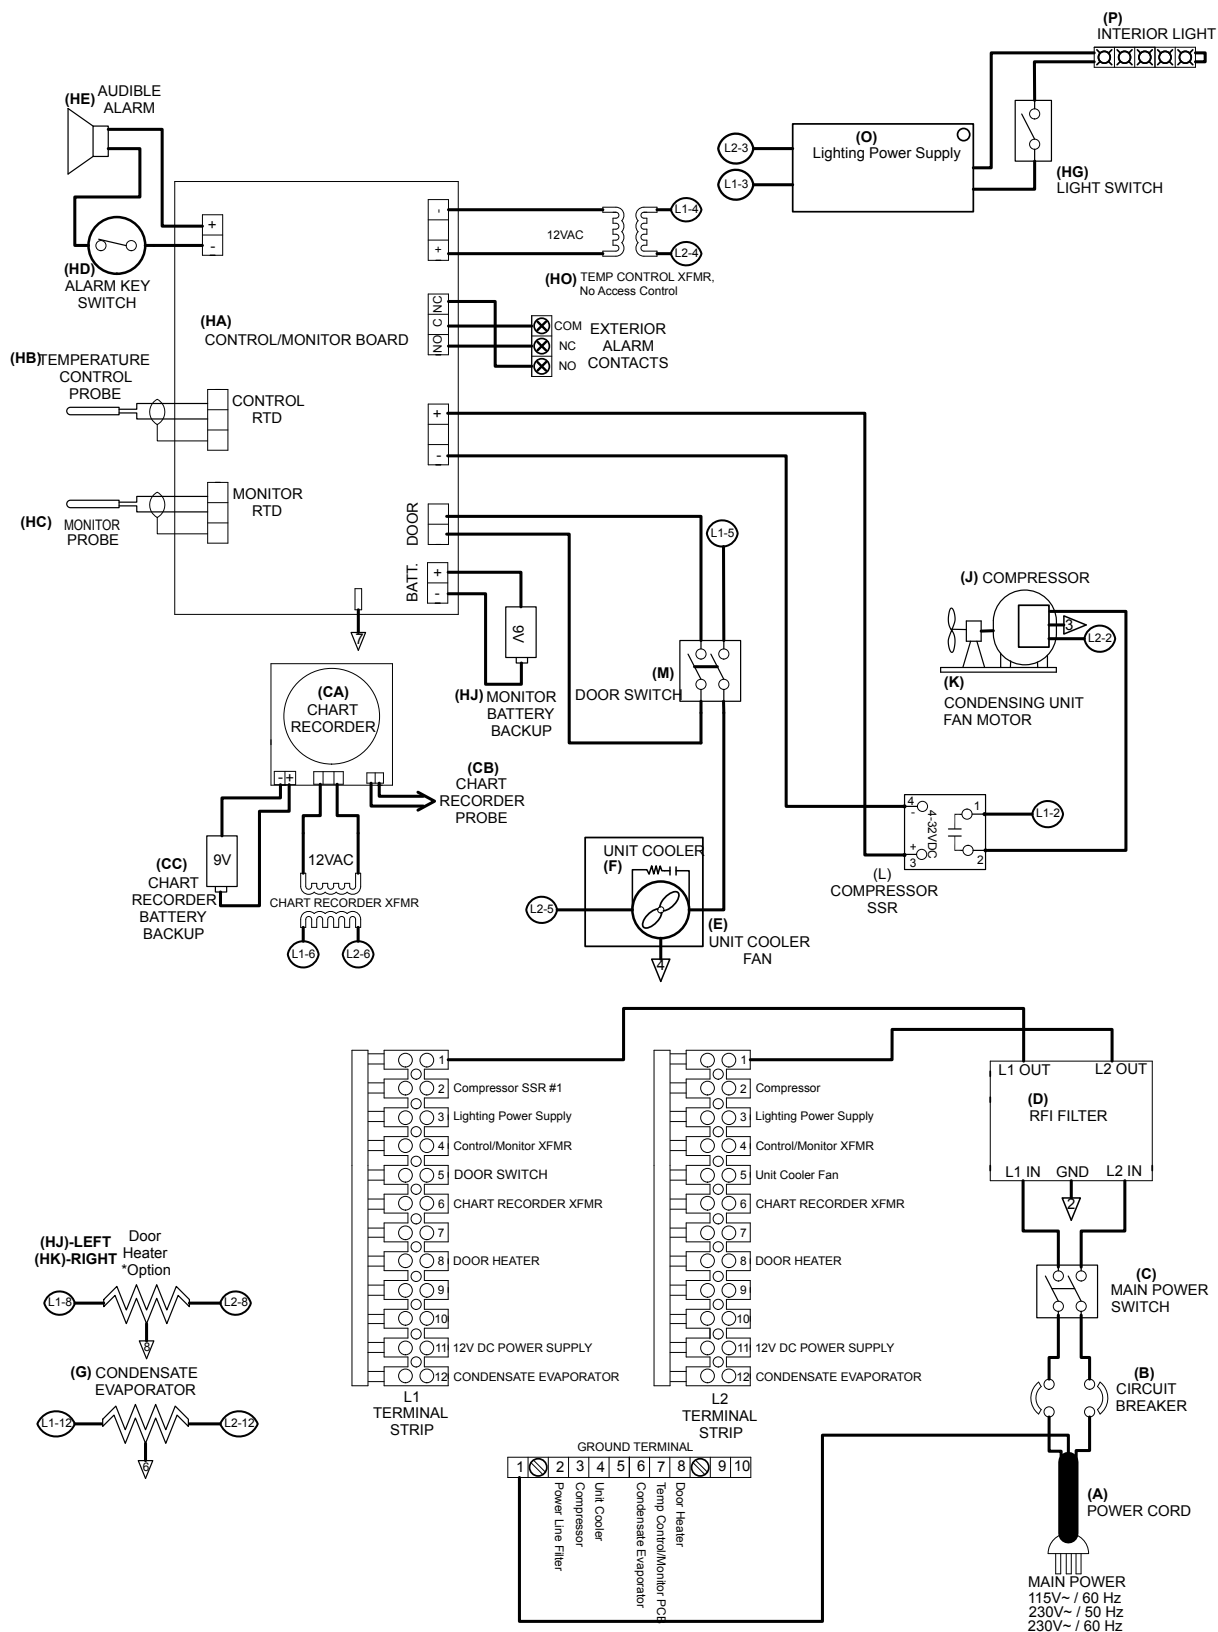 (P)
INTERIOR LIGHT
(HE) AUDIBLE
ALARM
L2-3
L1-3
(O)
Lighting Power Supply
(HG)
LIGHT SWITCH
+
-
(HD)
ALARM KEY
SWITCH
-
+
12VAC
L1-4
L2-4
(HO) TEMP CONTROL XFMR,
No Access Control
(HA)
CONTROL/MONITOR BOARD
NC
C
NO
COM
NC
NO
EXTERIOR
ALARM
CONTACTS
(HB) TEMPERATURE
CONTROL
PROBE
CONTROL
RTD
+
-
(HC) MONITOR
PROBE
MONITOR
RTD
DOOR
BATT.
+
-
9V
7
L1-5
(HJ) MONITOR
BATTERY
BACKUP
(M)
DOOR SWITCH
(J) COMPRESSOR
3
L2-2
(K)
CONDENSING UNIT
FAN MOTOR
(CA)
CHART
RECORDER
- +
(CB)
CHART
RECORDER
PROBE
9V
(CC)
CHART
RECORDER
BATTERY
BACKUP
12VAC
CHART RECORDER XFMR
L1-6
L2-6
4
-
+
3
4-32VDC
1
2
L1-2
(L)
COMPRESSOR
SSR
UNIT COOLER
(F)
L2-5
(E)
UNIT COOLER
FAN
4
1
2 Compressor SSR #1
3 Lighting Power Supply
4 Control/Monitor XFMR
5 DOOR SWITCH
6 CHART RECORDER XFMR
7
8 DOOR HEATER
9
10
11 12V DC POWER SUPPLY
12 CONDENSATE EVAPORATOR
L1
TERMINAL
STRIP
1
2 Compressor
3 Lighting Power Supply
4 Control/Monitor XFMR
5 Unit Cooler Fan
6 CHART RECORDER XFMR
7
8 DOOR HEATER
9
10
11 12V DC POWER SUPPLY
12 CONDENSATE EVAPORATOR
L2
TERMINAL
STRIP
L1 OUT L2 OUT
(D)
RFI FILTER
L1 IN GND L2 IN
2
(C)
MAIN POWER
SWITCH
(B)
CIRCUIT
BREAKER
(A)
POWER CORD
MAIN POWER
115V~ / 60 Hz
230V~ / 50 Hz
230V~ / 60 Hz
(HJ)-LEFT
(HK)-RIGHT
Door
Heater
*Option
L1-8
L2-8
8
(G) CONDENSATE
EVAPORATOR
L1-12
L2-12
6
GROUND TERMINAL
1 2 3 4 5 6 7 8 9 10
Power Line Filter
Compressor
Unit Cooler
Condensate Evaporator
Temp Control/Monitor PCB
Door Heater